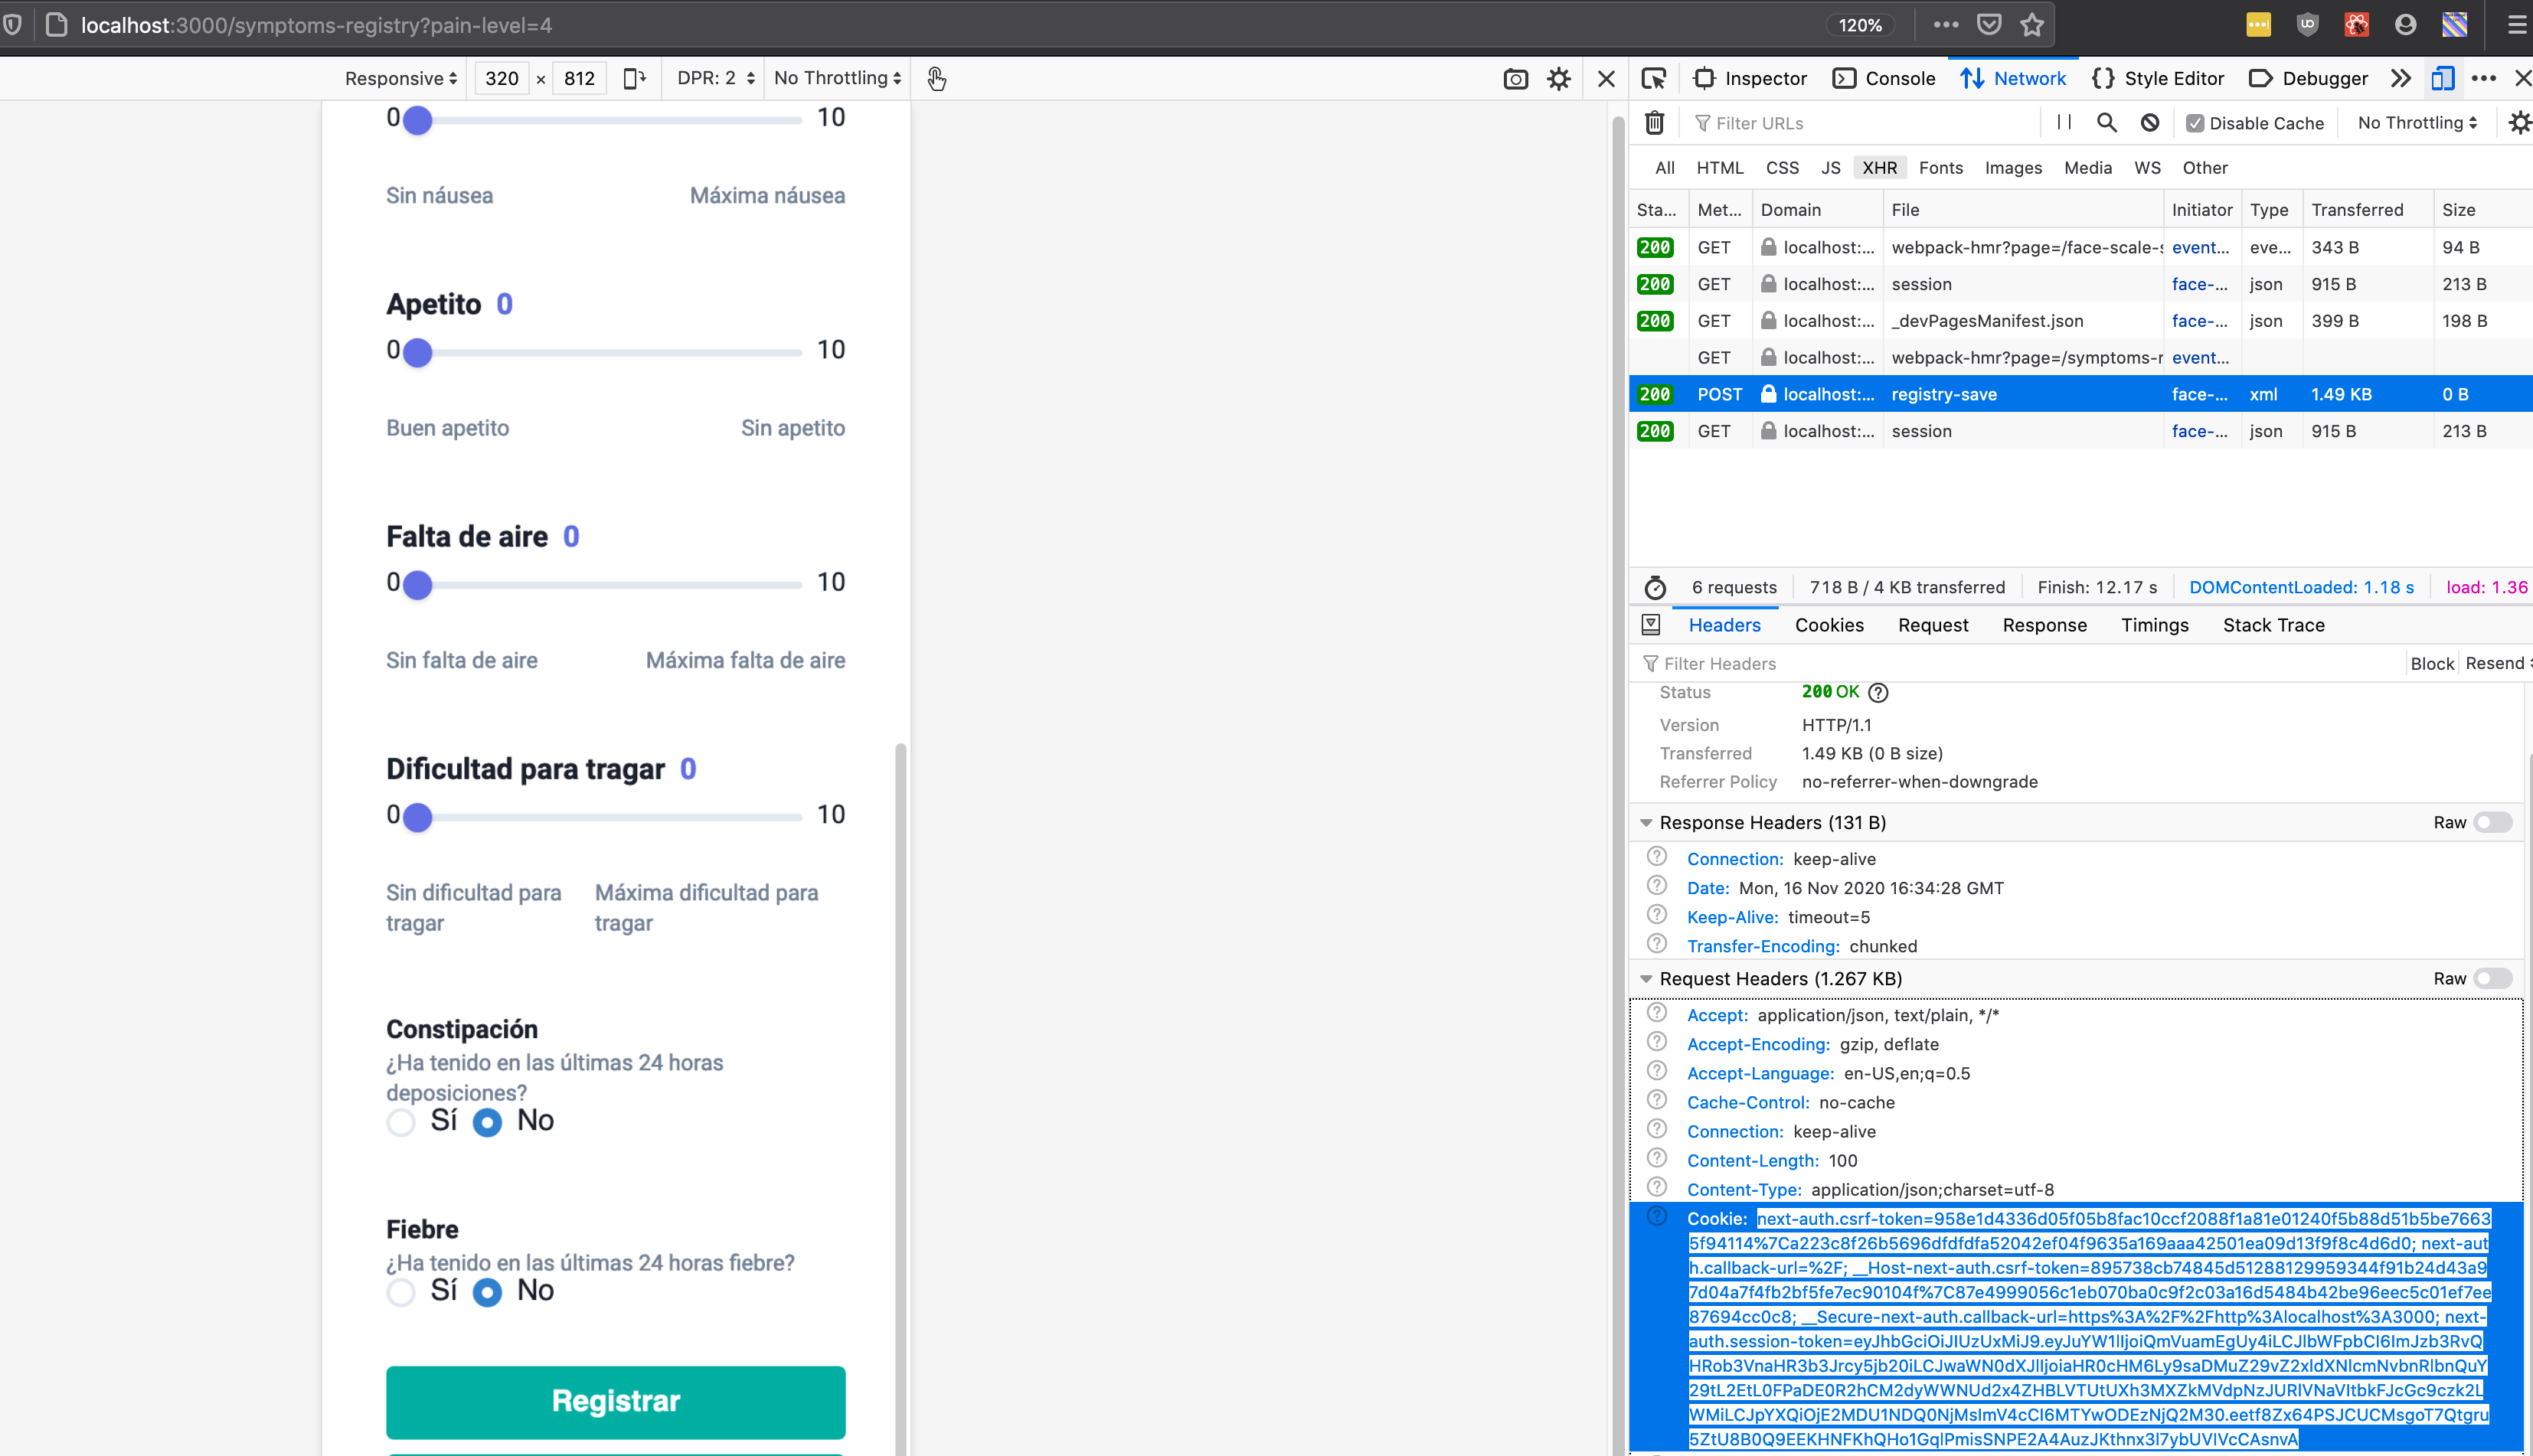 localhost:3000/symptoms-registry?pain-level=4
120%
Responsive 320 × 812 DPR: 2 No Throttling
0 10
Sin náusea Máxima náusea
Apetito 0
0 10
Buen apetito Sin apetito
Falta de aire 0
0 10
Sin falta de aire Máxima falta de aire
Dificultad para tragar 0
0 10
Sin dificultad para Máxima dificultad para
tragar tragar
Constipación
¿Ha tenido en las últimas 24 horas
deposiciones?
Sí No
Fiebre
¿Ha tenido en las últimas 24 horas fiebre?
Sí No
Registrar
Inspector Console Network Style Editor Debugger
Filter URLs Disable Cache No Throttling
All HTML CSS JS XHR Fonts Images Media WS Other
Sta... Met... Domain File Initiator Type Transferred Size
200 GET localhost:... webpack-hmr?page=/face-scale-s event... eve... 343 B 94 B
200 GET localhost:... session face-... json 915 B 213 B
200 GET localhost:... _devPagesManifest.json face-... json 399 B 198 B
GET localhost:... webpack-hmr?page=/symptoms-r event...
200 POST localhost:... registry-save face-... xml 1.49 KB 0 B
200 GET localhost:... session face-... json 915 B 213 B
6 requests 718 B / 4 KB transferred Finish: 12.17 s DOMContentLoaded: 1.18 s load: 1.36
Headers Cookies Request Response Timings Stack Trace
Filter Headers Block Resend
Status 200 OK
Version HTTP/1.1
Transferred 1.49 KB (0 B size)
Referrer Policy no-referrer-when-downgrade
Response Headers (131 B) Raw
Connection: keep-alive
Date: Mon, 16 Nov 2020 16:34:28 GMT
Keep-Alive: timeout=5
Transfer-Encoding: chunked
Request Headers (1.267 KB) Raw
Accept: application/json, text/plain, */*
Accept-Encoding: gzip, deflate
Accept-Language: en-US,en;q=0.5
Cache-Control: no-cache
Connection: keep-alive
Content-Length: 100
Content-Type: application/json;charset=utf-8
Cookie: next-auth.csrf-token=958e1d4336d05f05b8fac10ccf2088f1a81e01240f5b88d51b5be7663
5f94114%7Ca223c8f26b5696dfdfdfa52042ef04f9635a169aaa42501ea09d13f9f8c4d6d0; next-aut
h.callback-url=%2F; __Host-next-auth.csrf-token=895738cb74845d51288129959344f91b24d43a9
7d04a7f4fb2bf5fe7ec90104f%7C87e4999056c1eb070ba0c9f2c03a16d5484b42be96eec5c01ef7ee
87694cc0c8; __Secure-next-auth.callback-url=https%3A%2F%2Fhttp%3Alocalhost%3A3000; next-
auth.session-token=